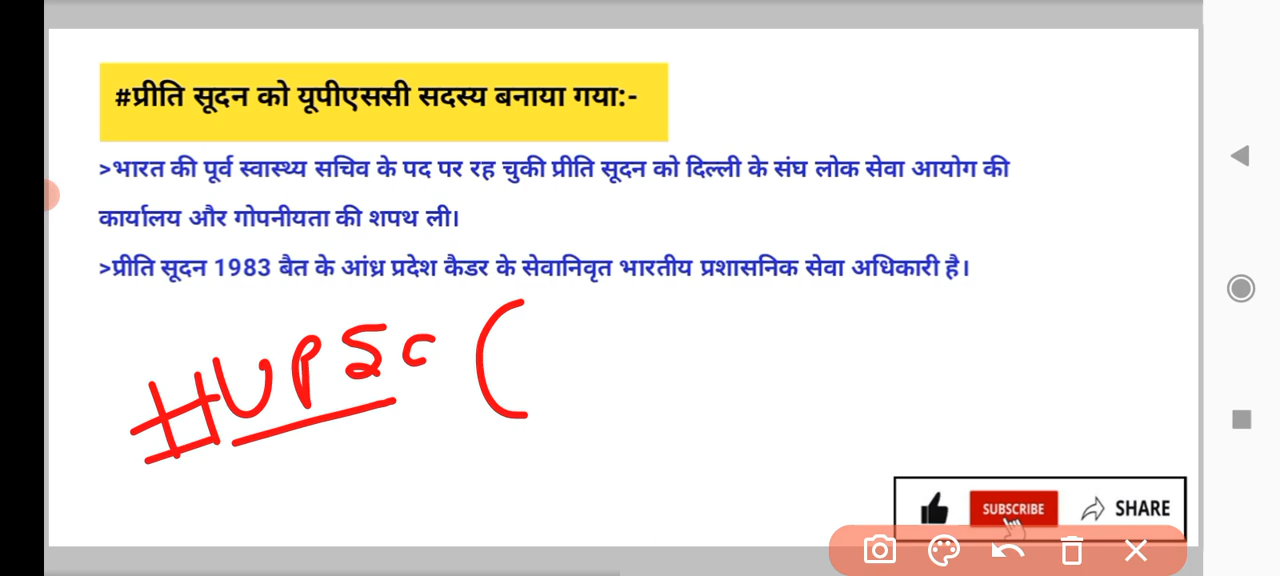 #प्रीति सूदन को यूपीएससी सदस्य बनाया गया:-
>भारत की पूर्व स्वास्थ्य सचिव के पद पर रह चुकी प्रीति सूदन को दिल्ली के संघ लोक सेवा आयोग की
कार्यालय और गोपनीयता की शपथ ली।
>प्रीति सूदन 1983 बैत के आंध्र प्रदेश कैडर के सेवानिवृत भारतीय प्रशासनिक सेवा अधिकारी है।
#UPSC (
SUBSCRIBE SHARE